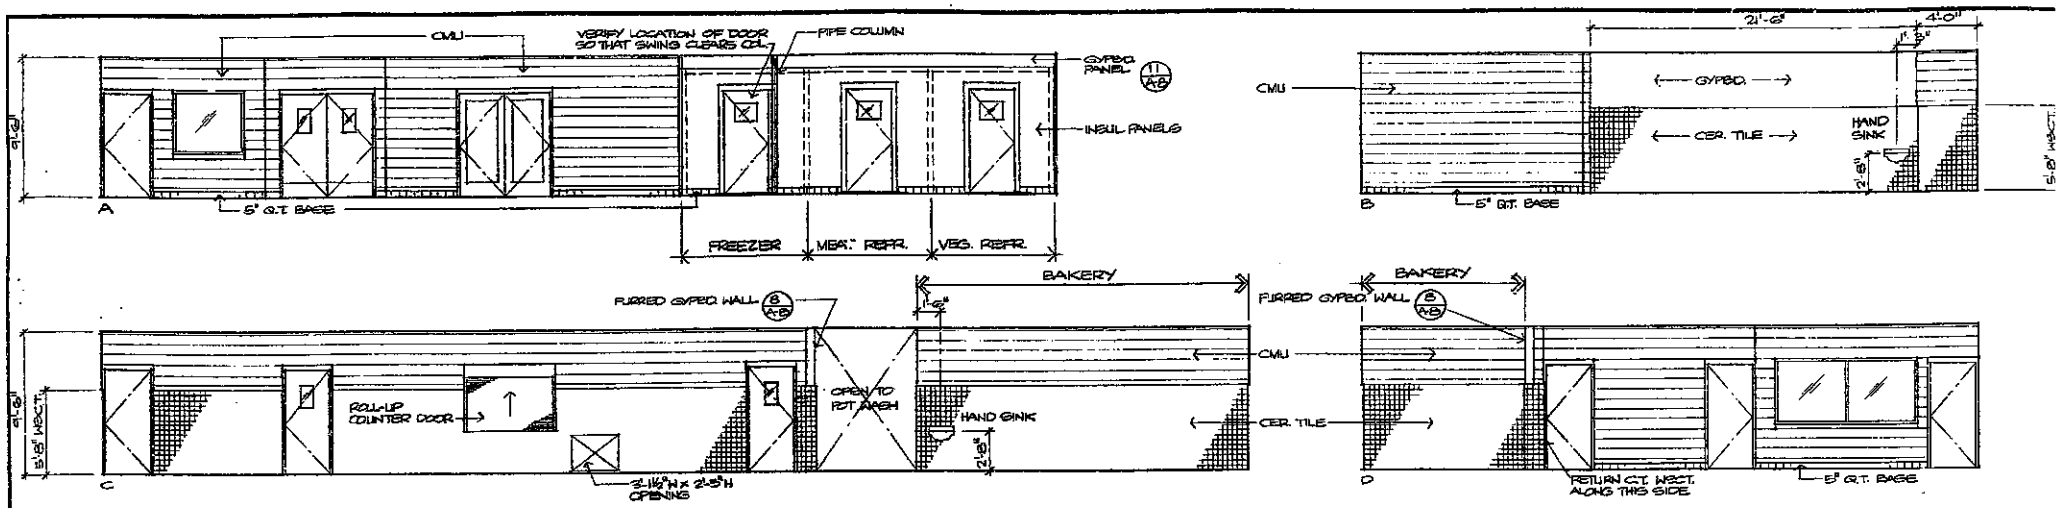 21'-6"
4'-0"
CMU
VERIFY LOCATION OF DOOR
SO THAT SWING CLEARS COL.
PIPE COLUMN
GYPBD.
PANEL
11
A-8
INSUL PANELS
9'-6"
A
5" Q.T. BASE
FREEZER
MEAT REFR.
VEG. REFR.
CMU
GYPBD.
CER. TILE
HAND
SINK
2'-8"
5'-8" WSCT.
B
5" Q.T. BASE
BAKERY
BAKERY
FURRED GYPBD. WALL
8
A-8
1'-6"
FURRED GYPBD. WALL
8
A-8
CMU
9'-6"
5'-8" WSCT.
ROLL-UP
COUNTER DOOR
OPEN TO
POT WASH
HAND SINK
2'-8"
CER. TILE
C
3'-1 1/2" W x 2'-5" H
OPENING
D
RETURN C.T. WSCT.
ALONG THIS SIDE
5" Q.T. BASE